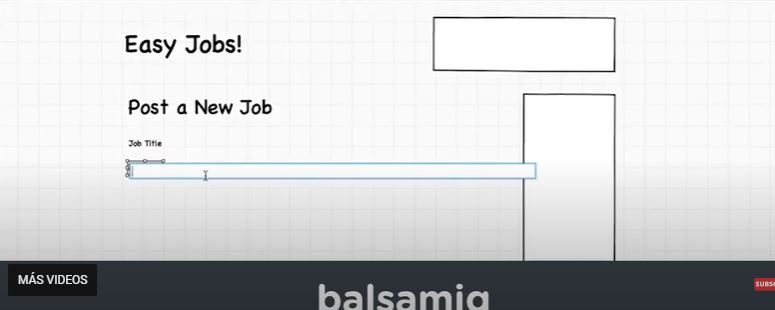 Easy Jobs!
Post a New Job
Job Title
MÁS VIDEOS
balsamiq